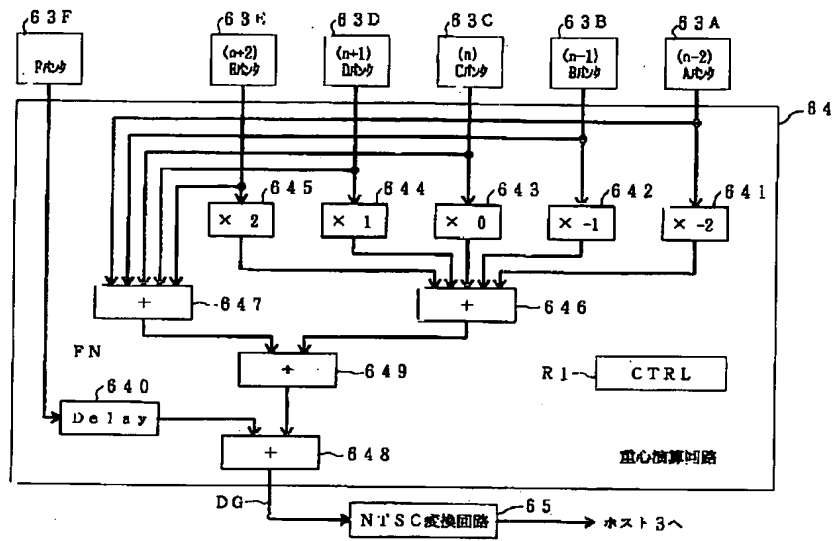 63F 63E 63D 63C 63B 63A
Fバンク
(n+2)
Eバンク
(n+1)
Dバンク
(n)
Cバンク
(n-1)
Bバンク
(n-2)
Aバンク
64
645 644 643 642 641
× 2
× 1
× 0
× -1
× -2
+
647
+
646
FN
+
649
R1
CTRL
640
Delay
+
648
重心演算回路
DG
65
NTSC変換回路
ホスト3へ